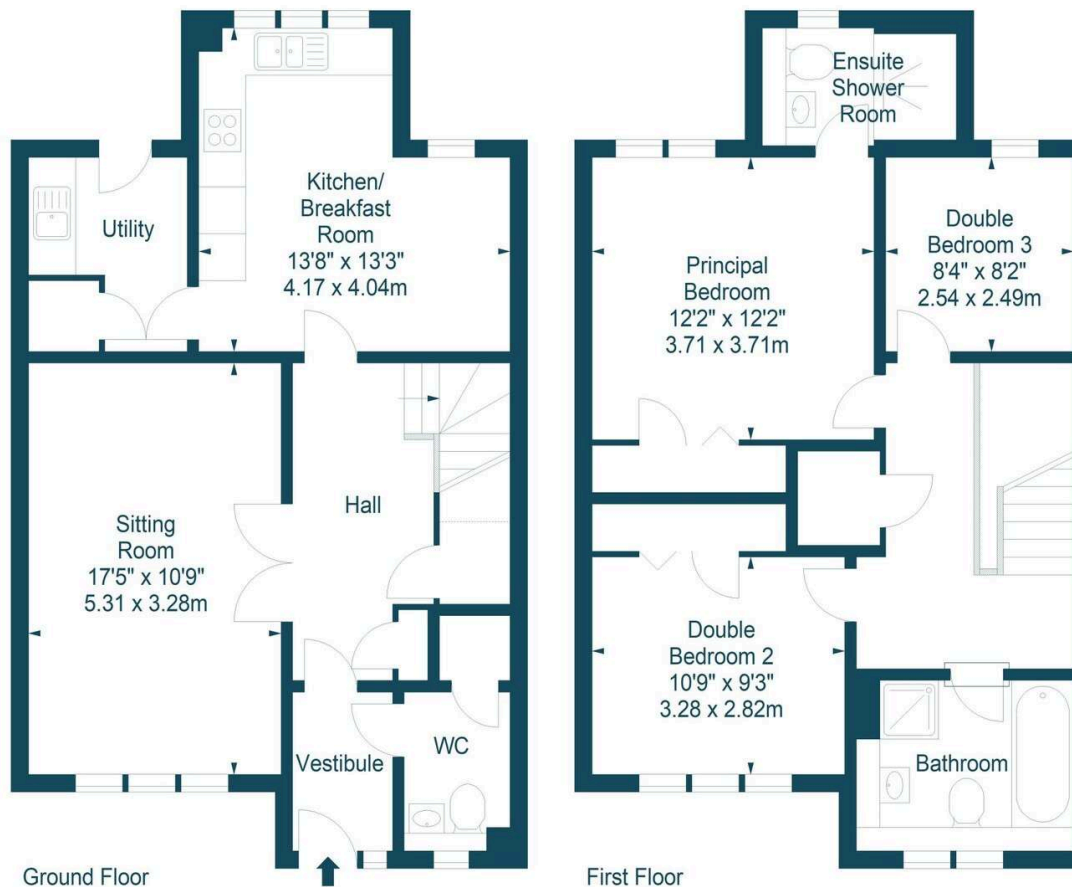 Kitchen/
Breakfast
Room
13'8" x 13'3"
4.17 x 4.04m
Utility
Sitting
Room
17'5" x 10'9"
5.31 x 3.28m
Hall
Vestibule
WC
Ground Floor
Ensuite
Shower
Room
Principal
Bedroom
12'2" x 12'2"
3.71 x 3.71m
Double
Bedroom 3
8'4" x 8'2"
2.54 x 2.49m
Double
Bedroom 2
10'9" x 9'3"
3.28 x 2.82m
Bathroom
First Floor